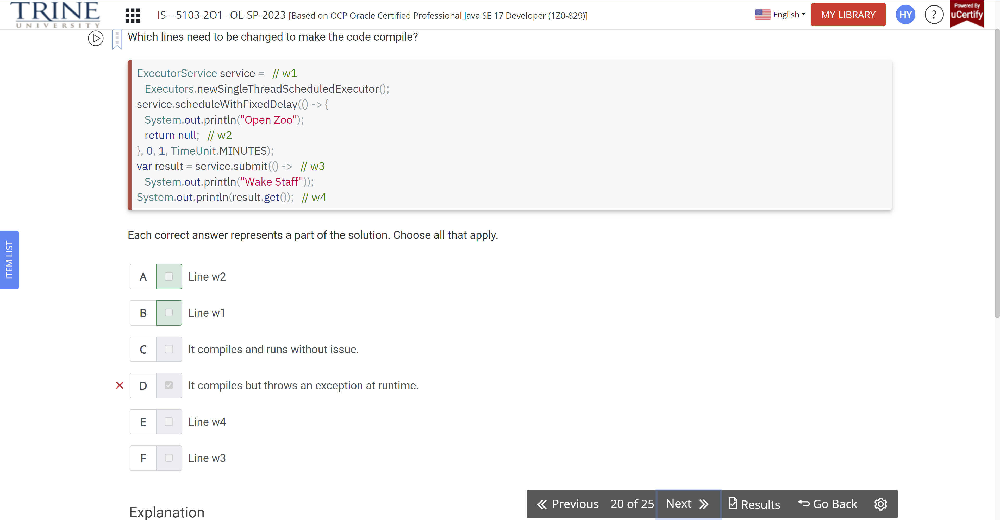 TRINE
UNIVERSITY
IS---5103-2O1--OL-SP-2023 [Based on OCP Oracle Certified Professional Java SE 17 Developer (1Z0-829)]
English
MY LIBRARY
HY
?
Powered By
uCertify
Which lines need to be changed to make the code compile?
ExecutorService service =  // w1
Executors.newSingleThreadScheduledExecutor();
service.scheduleWithFixedDelay(() -> {
System.out.println("Open Zoo");
return null;  // w2
}, 0, 1, TimeUnit.MINUTES);
var result = service.submit(() ->  // w3
System.out.println("Wake Staff"));
System.out.println(result.get());  // w4
Each correct answer represents a part of the solution. Choose all that apply.
ITEM LIST
A Line w2
B Line w1
C It compiles and runs without issue.
D It compiles but throws an exception at runtime.
E Line w4
F Line w3
Explanation
Previous 20 of 25 Next Results Go Back